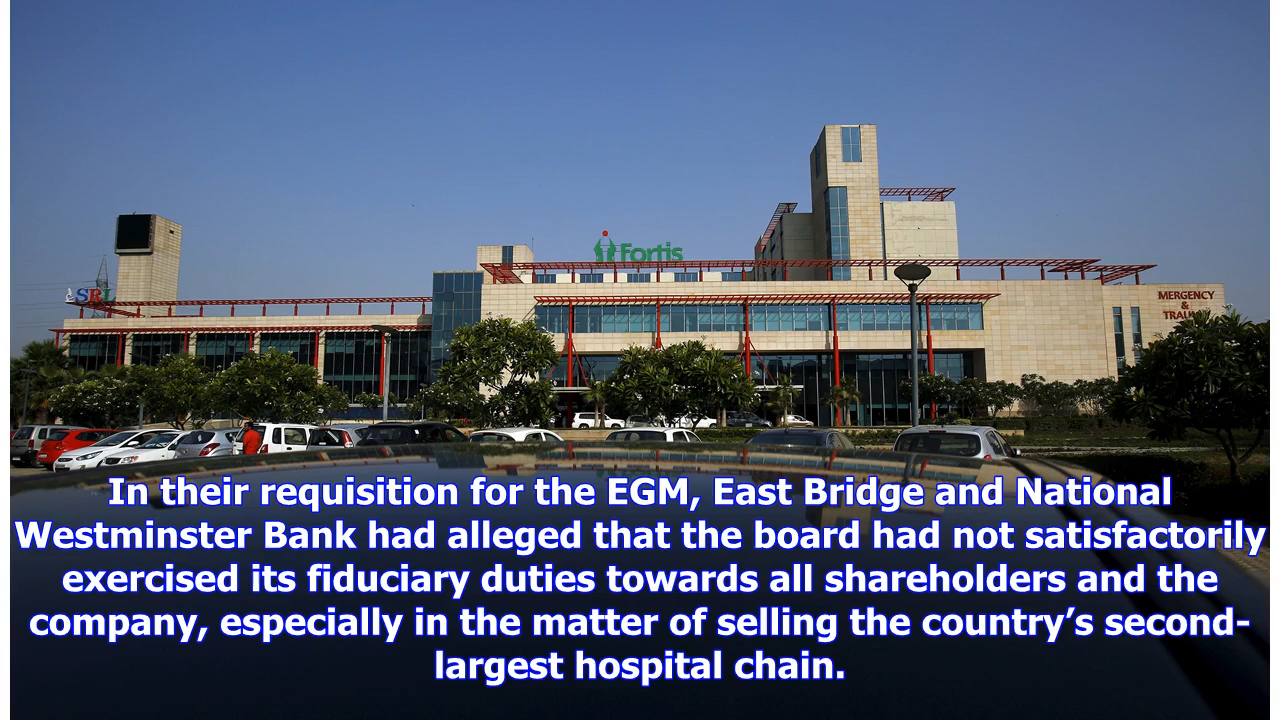 Fortis
SRL
MERGENCY
&
TRAUMA
In their requisition for the EGM, East Bridge and National
Westminster Bank had alleged that the board had not satisfactorily
exercised its fiduciary duties towards all shareholders and the
company, especially in the matter of selling the country’s second-
largest hospital chain.